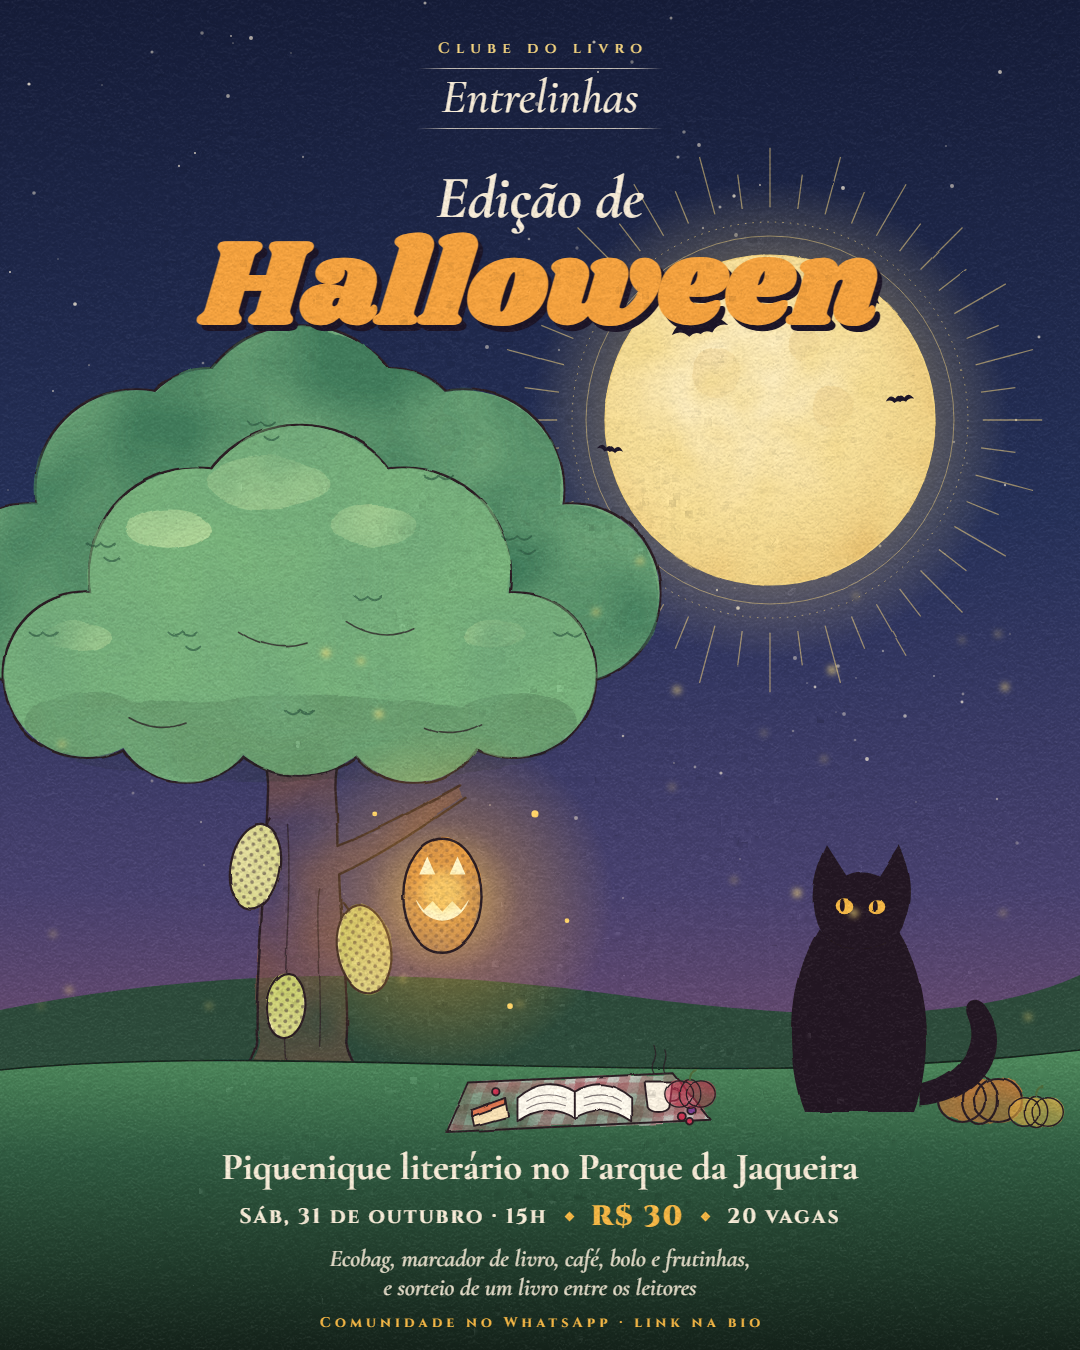 Clube do livro
Entrelinhas
Edição de
Halloween
Piquenique literário no Parque da Jaqueira
Sáb, 31 de outubro · 15h ◆ R$ 30 ◆ 20 vagas
Ecobag, marcador de livro, café, bolo e frutinhas,
e sorteio de um livro entre os leitores
Comunidade no WhatsApp · link na bio